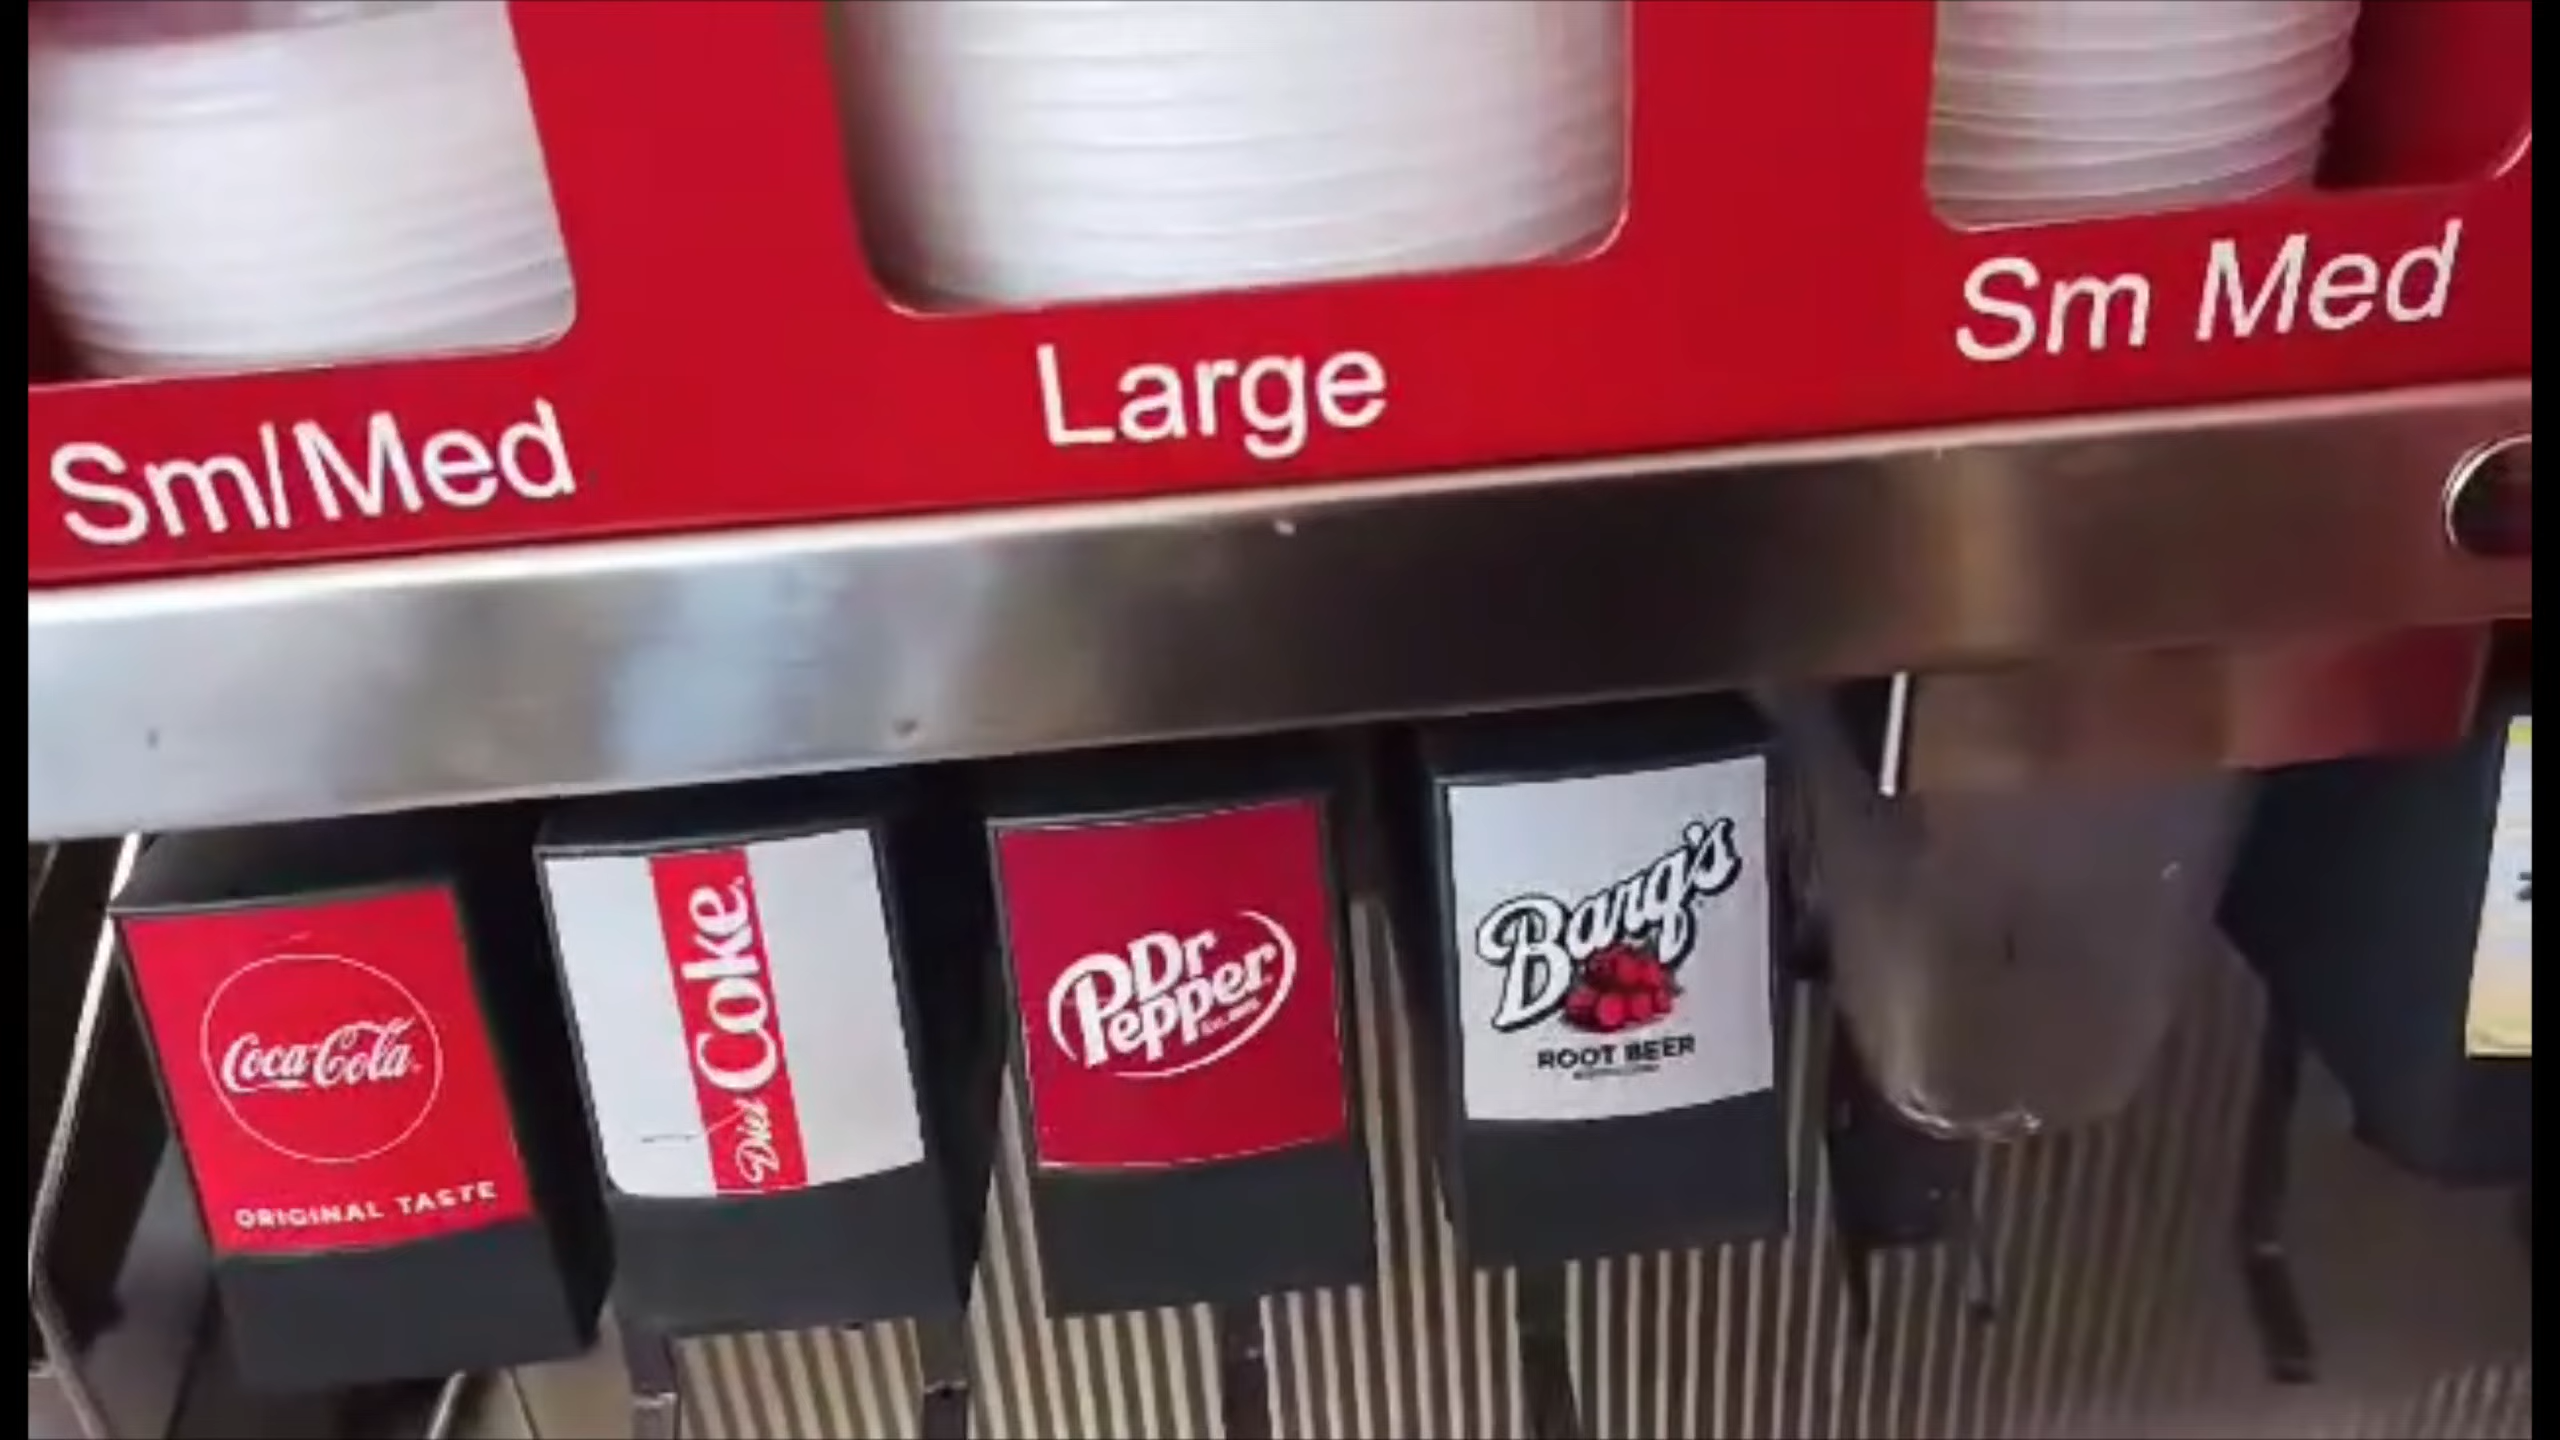 Sm/Med
Large
Sm Med
Coca-Cola
ORIGINAL TASTE
Diet Coke
Dr
Pepper
Barq's
ROOT BEER